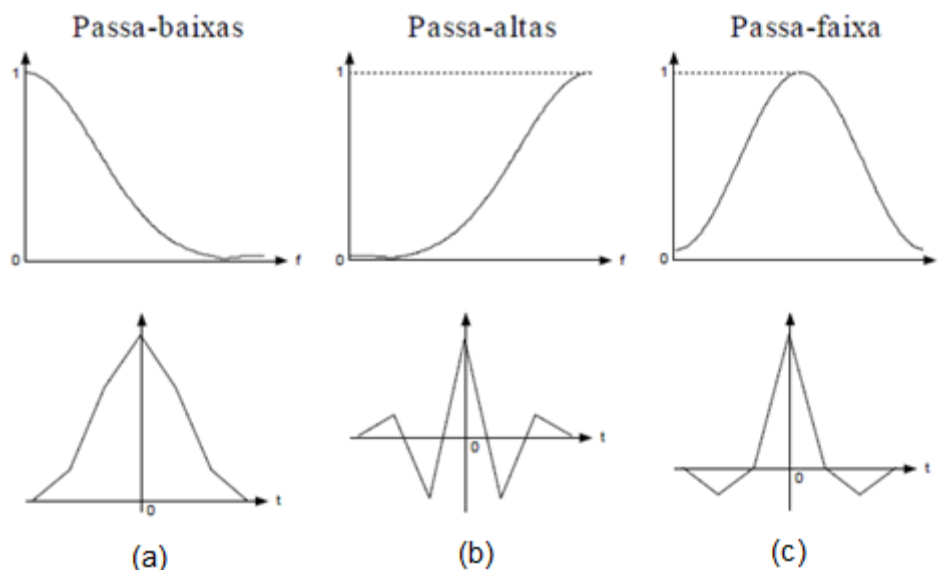 Passa-baixas Passa-altas Passa-faixa
1 1 1
0 f 0 f 0
0 t 0 t 0 t
(a) (b) (c)